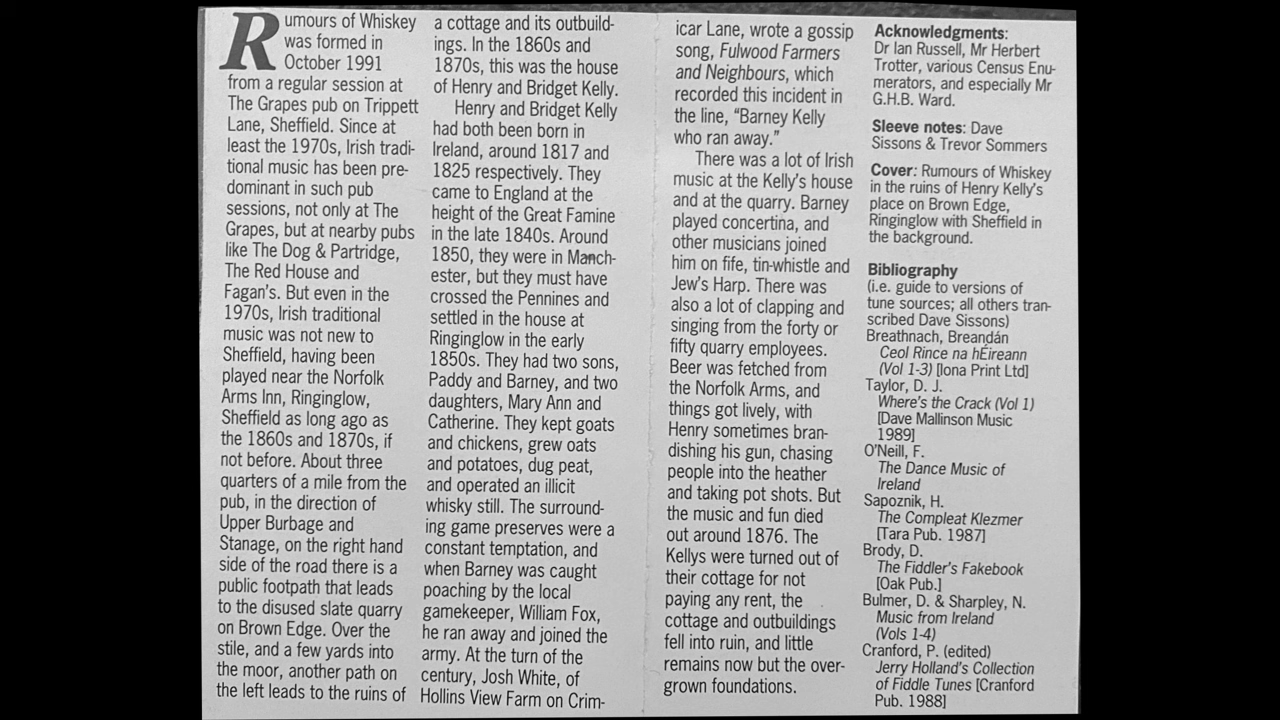 Rumours of Whiskey
was formed in
October 1991
from a regular session at
The Grapes pub on Trippett
Lane, Sheffield. Since at
least the 1970s, Irish tradi-
tional music has been pre-
dominant in such pub
sessions, not only at The
Grapes, but at nearby pubs
like The Dog & Partridge,
The Red House and
Fagan's. But even in the
1970s, Irish traditional
music was not new to
Sheffield, having been
played near the Norfolk
Arms Inn, Ringinglow,
Sheffield as long ago as
the 1860s and 1870s, if
not before. About three
quarters of a mile from the
pub, in the direction of
Upper Burbage and
Stanage, on the right hand
side of the road there is a
public footpath that leads
to the disused slate quarry
on Brown Edge. Over the
stile, and a few yards into
the moor, another path on
the left leads to the ruins of
a cottage and its outbuild-
ings. In the 1860s and
1870s, this was the house
of Henry and Bridget Kelly.
Henry and Bridget Kelly
had both been born in
Ireland, around 1817 and
1825 respectively. They
came to England at the
height of the Great Famine
in the late 1840s. Around
1850, they were in Manch-
ester, but they must have
crossed the Pennines and
settled in the house at
Ringinglow in the early
1850s. They had two sons,
Paddy and Barney, and two
daughters, Mary Ann and
Catherine. They kept goats
and chickens, grew oats
and potatoes, dug peat,
and operated an illicit
whisky still. The surround-
ing game preserves were a
constant temptation, and
when Barney was caught
poaching by the local
gamekeeper, William Fox,
he ran away and joined the
army. At the turn of the
century, Josh White, of
Hollins View Farm on Crim-
icar Lane, wrote a gossip
song, Fulwood Farmers
and Neighbours, which
recorded this incident in
the line, "Barney Kelly
who ran away."
There was a lot of Irish
music at the Kelly's house
and at the quarry. Barney
played concertina, and
other musicians joined
him on fife, tin-whistle and
Jew's Harp. There was
also a lot of clapping and
singing from the forty or
fifty quarry employees.
Beer was fetched from
the Norfolk Arms, and
things got lively, with
Henry sometimes bran-
dishing his gun, chasing
people into the heather
and taking pot shots. But
the music and fun died
out around 1876. The
Kellys were turned out of
their cottage for not
paying any rent, the
cottage and outbuildings
fell into ruin, and little
remains now but the over-
grown foundations.
Acknowledgments:
Dr Ian Russell, Mr Herbert
Trotter, various Census Enu-
merators, and especially Mr
G.H.B. Ward.
Sleeve notes: Dave
Sissons & Trevor Sommers
Cover: Rumours of Whiskey
in the ruins of Henry Kelly's
place on Brown Edge,
Ringinglow with Sheffield in
the background.
Bibliography
(i.e. guide to versions of
tune sources; all others tran-
scribed Dave Sissons)
Breathnach, Breandán
Ceol Rince na hÉireann
(Vol 1-3) [Iona Print Ltd]
Taylor, D. J.
Where's the Crack (Vol 1)
[Dave Mallinson Music
1989]
O'Neill, F.
The Dance Music of
Ireland
Sapoznik, H.
The Compleat Klezmer
[Tara Pub. 1987]
Brody, D.
The Fiddler's Fakebook
[Oak Pub.]
Bulmer, D. & Sharpley, N.
Music from Ireland
(Vols 1-4)
Cranford, P. (edited)
Jerry Holland's Collection
of Fiddle Tunes [Cranford
Pub. 1988]